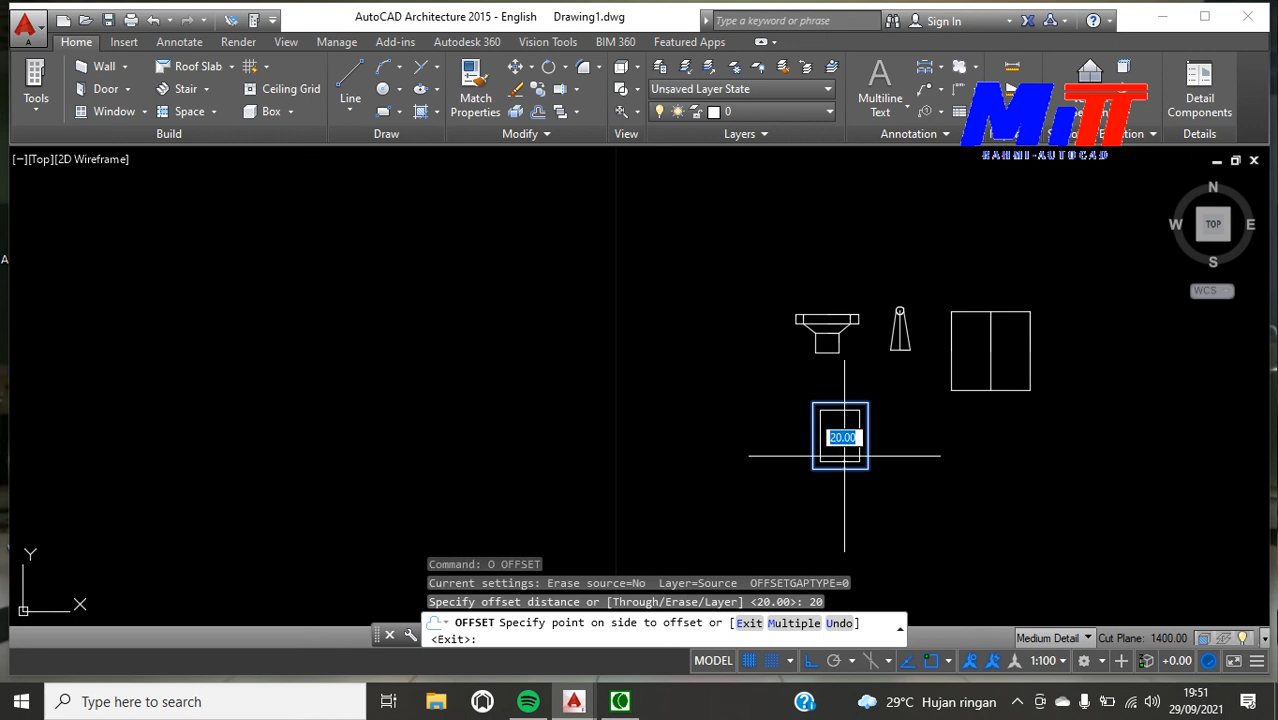 AutoCAD Architecture 2015 - English Drawing1.dwg
Type a keyword or phrase
Sign In
A
Home Insert Annotate Render View Manage Add-ins Autodesk 360 Vision Tools BIM 360 Featured Apps
Wall Roof Slab
Door Stair Ceiling Grid
Window Space Box
Tools
Line
Match
Properties
Unsaved Layer State
0
Multiline
Text
Detail
Components
Build Draw Modify View Layers Annotation Details
MITT
HAHMI-AUTOCAD
[−][Top][2D Wireframe]
N
W TOP E
S
WCS
A
20.00
Y
X
Command: O OFFSET
Current settings: Erase source=No Layer=Source OFFSETGAPTYPE=0
Specify offset distance or [Through/Erase/Layer] <20.00>: 20
OFFSET Specify point on side to offset or [Exit Multiple Undo]
<Exit>:
Medium Detail Cut Plane: 1400.00
MODEL 1:100 +0.00
Type here to search
29°C Hujan ringan
19:51
29/09/2021